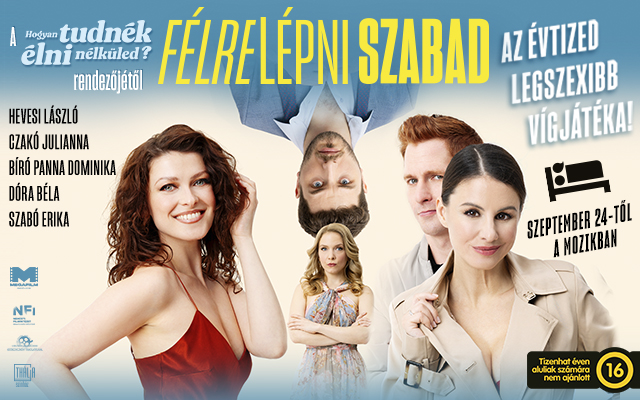 A Hogyan tudnék
élni nélküled?
rendezőjétől
FÉLRELÉPNI SZABAD
AZ ÉVTIZED
LEGSZEXIBB
VÍGJÁTÉKA!
HEVESI LÁSZLÓ
CZAKÓ JULIANNA
BÍRÓ PANNA DOMINIKA
DÓRA BÉLA
SZABÓ ERIKA
SZEPTEMBER 24-TŐL
A MOZIKBAN
MEGAFILM
NFI
Tizenhat éven
aluliak számára
nem ajánlott
16